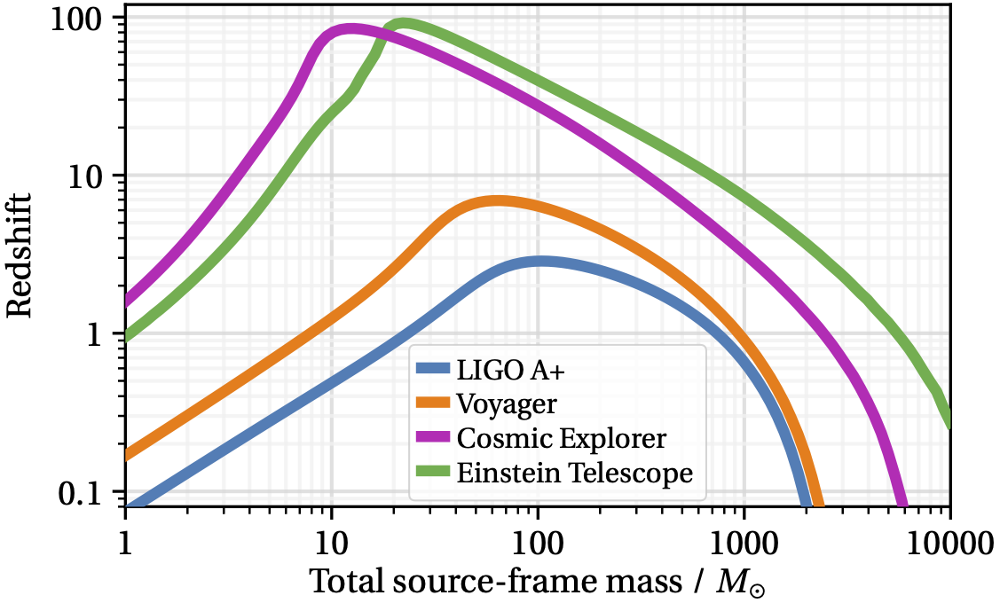 100
10
1
0.1
Redshift
LIGO A+
Voyager
Cosmic Explorer
Einstein Telescope
1 10 100 1000 10000
Total source-frame mass / M☉